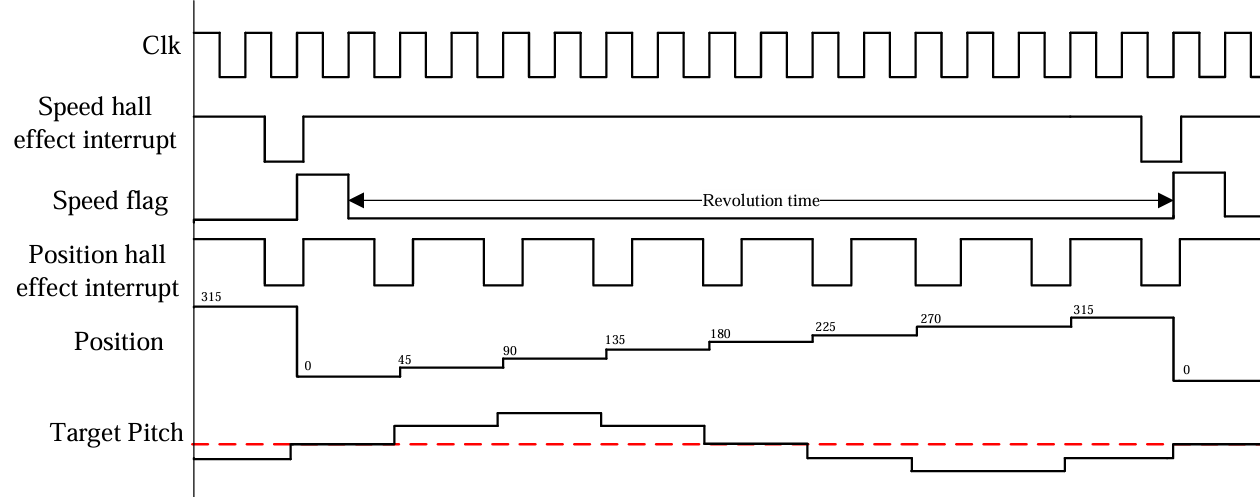 Clk
Speed hall
effect interrupt
Speed flag
Revolution time
Position hall
effect interrupt
315
Position
0
45
90
135
180
225
270
315
0
Target Pitch